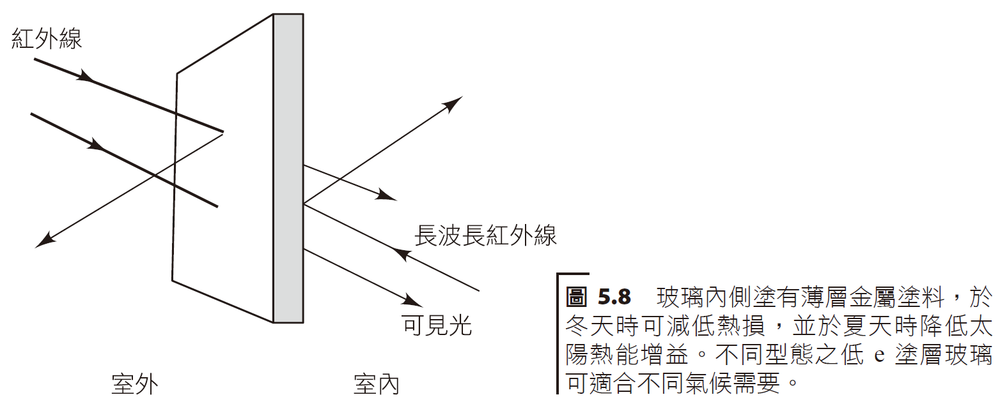 紅外線
長波長紅外線
可見光
室外
室內
圖 5.8 玻璃內側塗有薄層金屬塗料，於
冬天時可減低熱損，並於夏天時降低太
陽熱能增益。不同型態之低 e 塗層玻璃
可適合不同氣候需要。